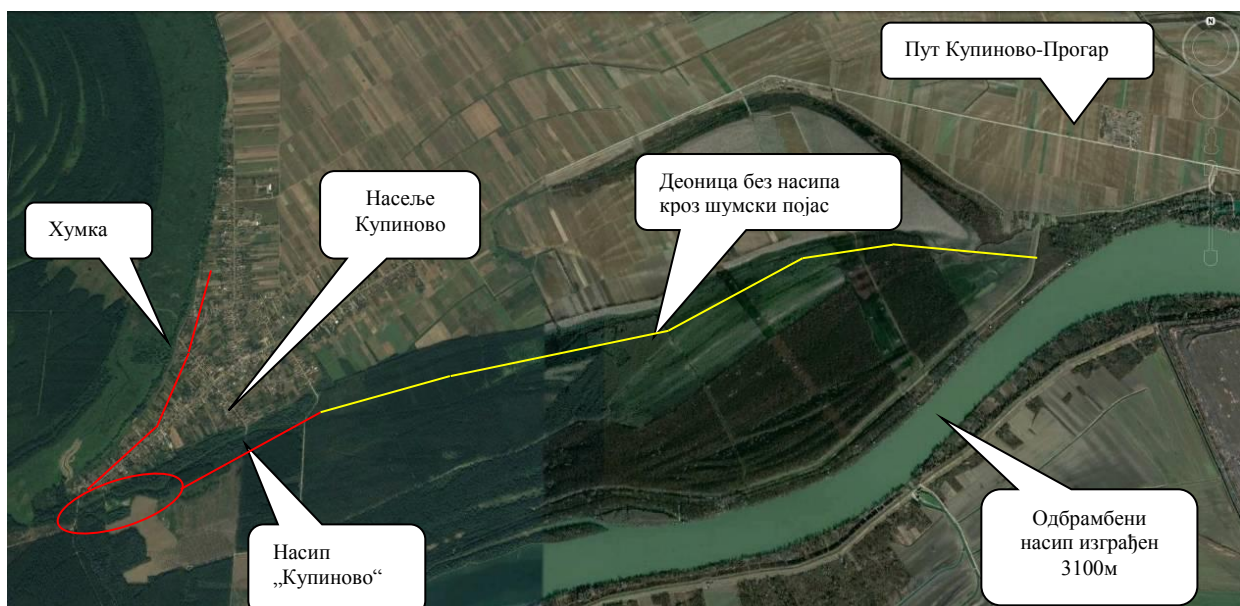 Пут Купиново-Прогар
Деоница без насипа
кроз шумски појас
Насеље
Купиново
Хумка
Насип
„Купиново“
Одбрамбени
насип изграђен
3100м
N